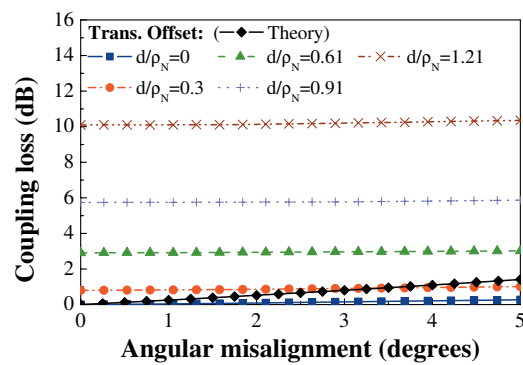 Trans. Offset: (—◆— Theory)
d/ρN=0 d/ρN=0.61 d/ρN=1.21
d/ρN=0.3 d/ρN=0.91
16
14
12
10
8
6
4
2
0
Coupling loss (dB)
0 1 2 3 4 5
Angular misalignment (degrees)